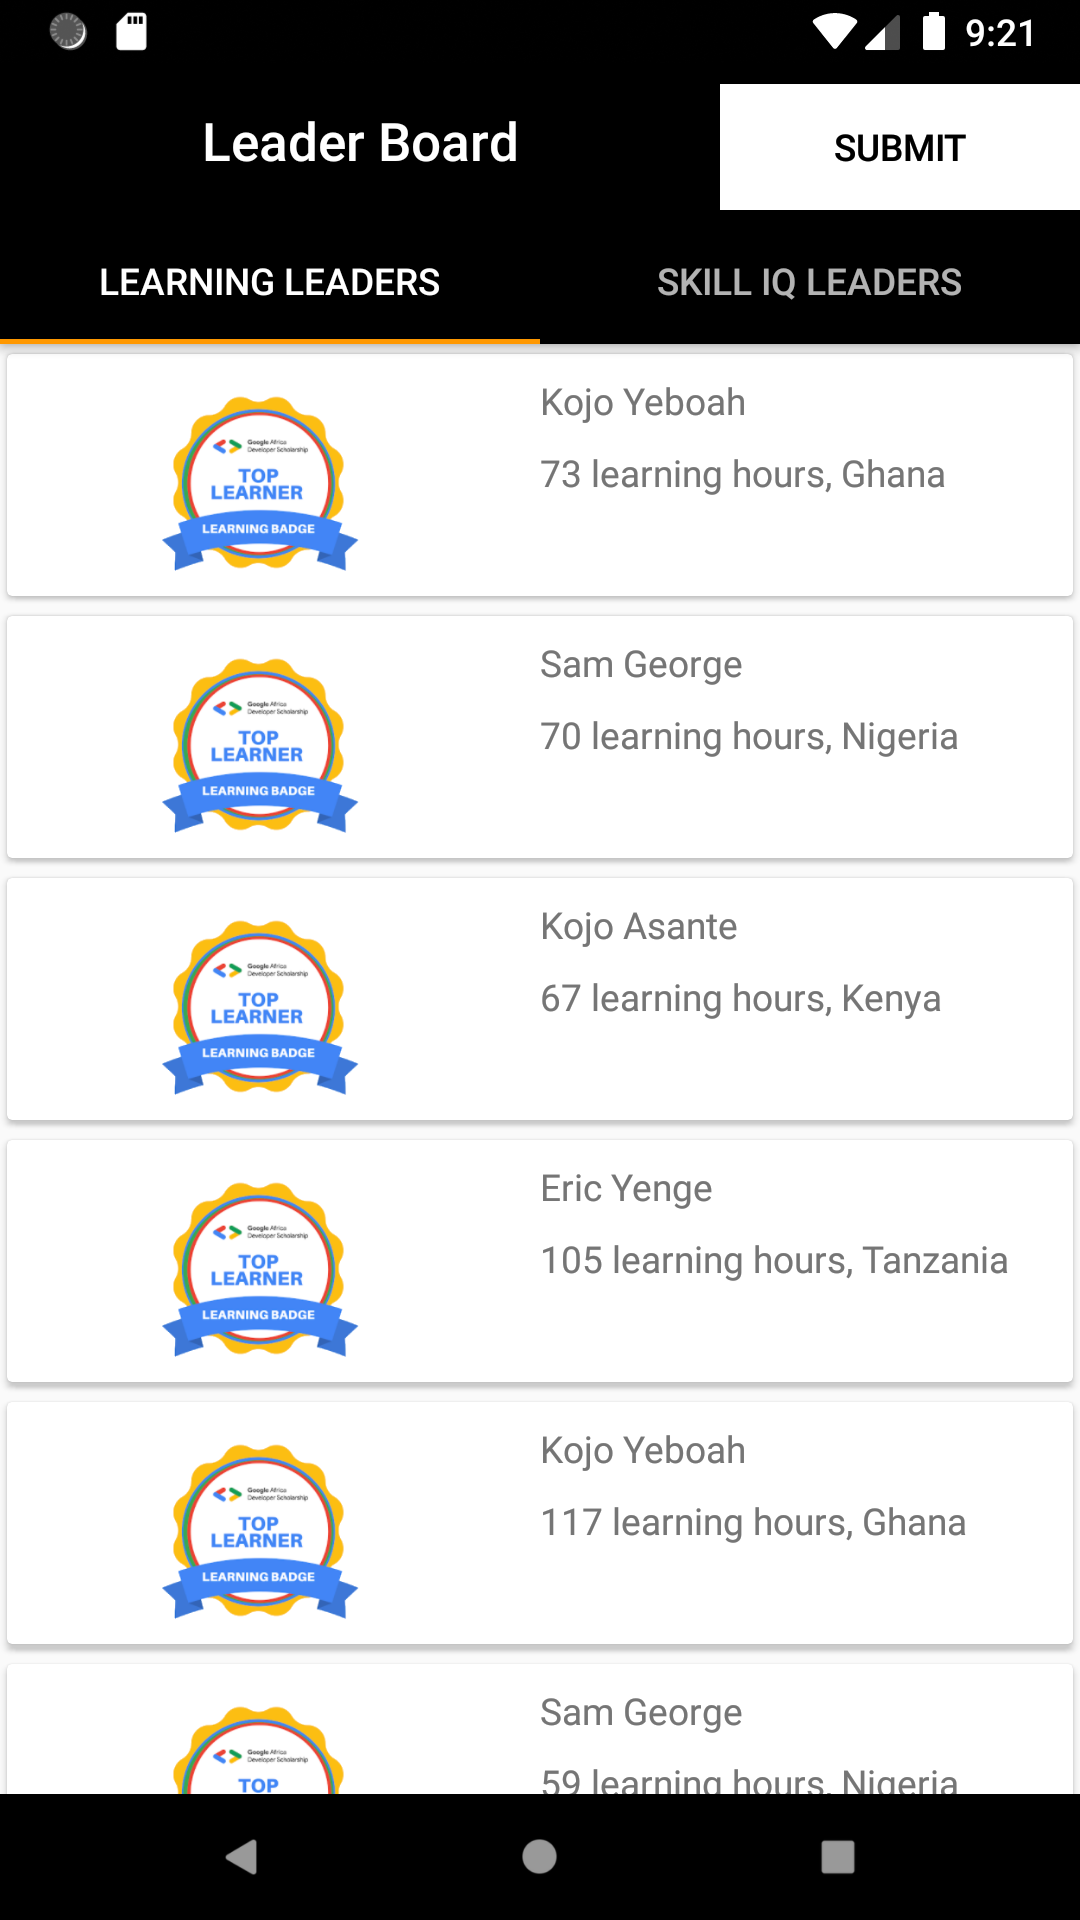 9:21
Leader Board
SUBMIT
LEARNING LEADERS
SKILL IQ LEADERS
Google Africa
Developer Scholarship
TOP
LEARNER
LEARNING BADGE
Kojo Yeboah
73 learning hours, Ghana
Google Africa
Developer Scholarship
TOP
LEARNER
LEARNING BADGE
Sam George
70 learning hours, Nigeria
Google Africa
Developer Scholarship
TOP
LEARNER
LEARNING BADGE
Kojo Asante
67 learning hours, Kenya
Google Africa
Developer Scholarship
TOP
LEARNER
LEARNING BADGE
Eric Yenge
105 learning hours, Tanzania
Google Africa
Developer Scholarship
TOP
LEARNER
LEARNING BADGE
Kojo Yeboah
117 learning hours, Ghana
Google Africa
Developer Scholarship
TOP
Sam George
59 learning hours, Nigeria